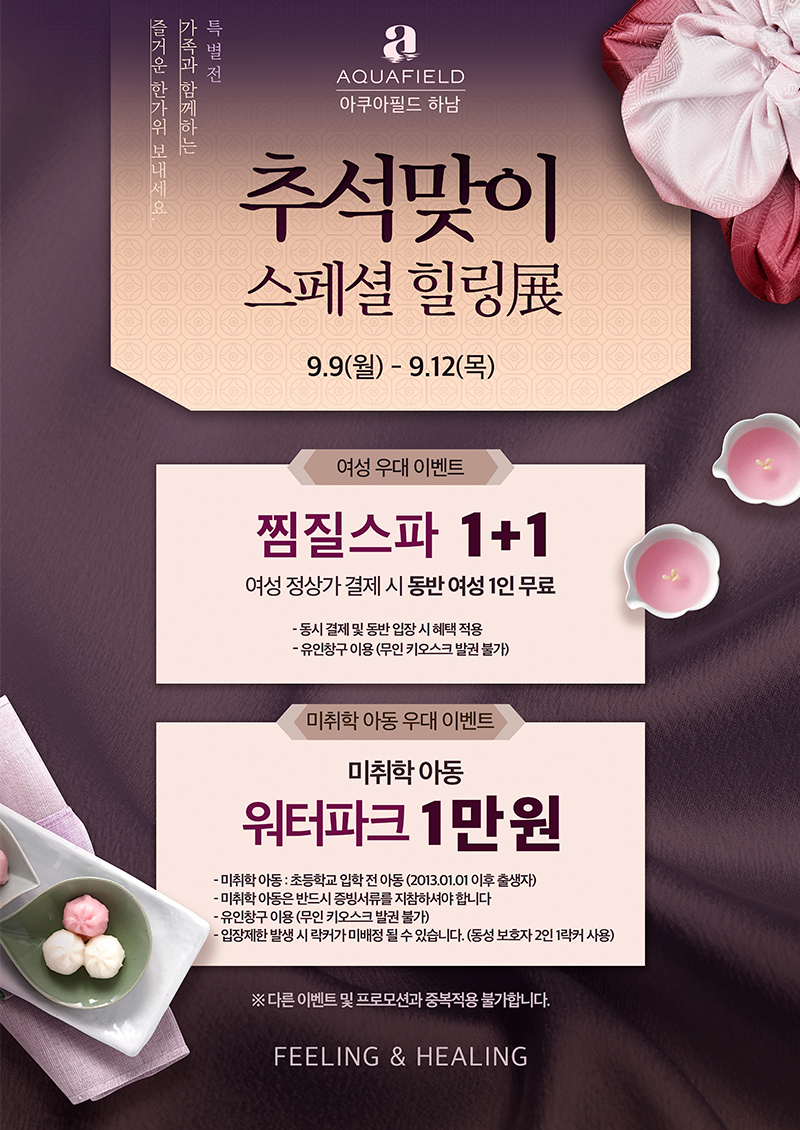 특별전
가족과 함께하는
즐거운 한가위 보내세요.
a
AQUAFIELD
아쿠아필드 하남
추석맞이
스페셜 힐링展
9.9(월) - 9.12(목)
여성 우대 이벤트
찜질스파 1+1
여성 정상가 결제 시 동반 여성 1인 무료
- 동시 결제 및 동반 입장 시 혜택 적용
- 유인창구 이용 (무인 키오스크 발권 불가)
미취학 아동 우대 이벤트
미취학 아동
워터파크 1만원
- 미취학 아동 : 초등학교 입학 전 아동 (2013.01.01 이후 출생자)
- 미취학 아동은 반드시 증빙서류를 지참하셔야 합니다
- 유인창구 이용 (무인 키오스크 발권 불가)
- 입장제한 발생 시 락커가 미배정 될 수 있습니다. (동성 보호자 2인 1락커 사용)
※ 다른 이벤트 및 프로모션과 중복적용 불가합니다.
FEELING & HEALING